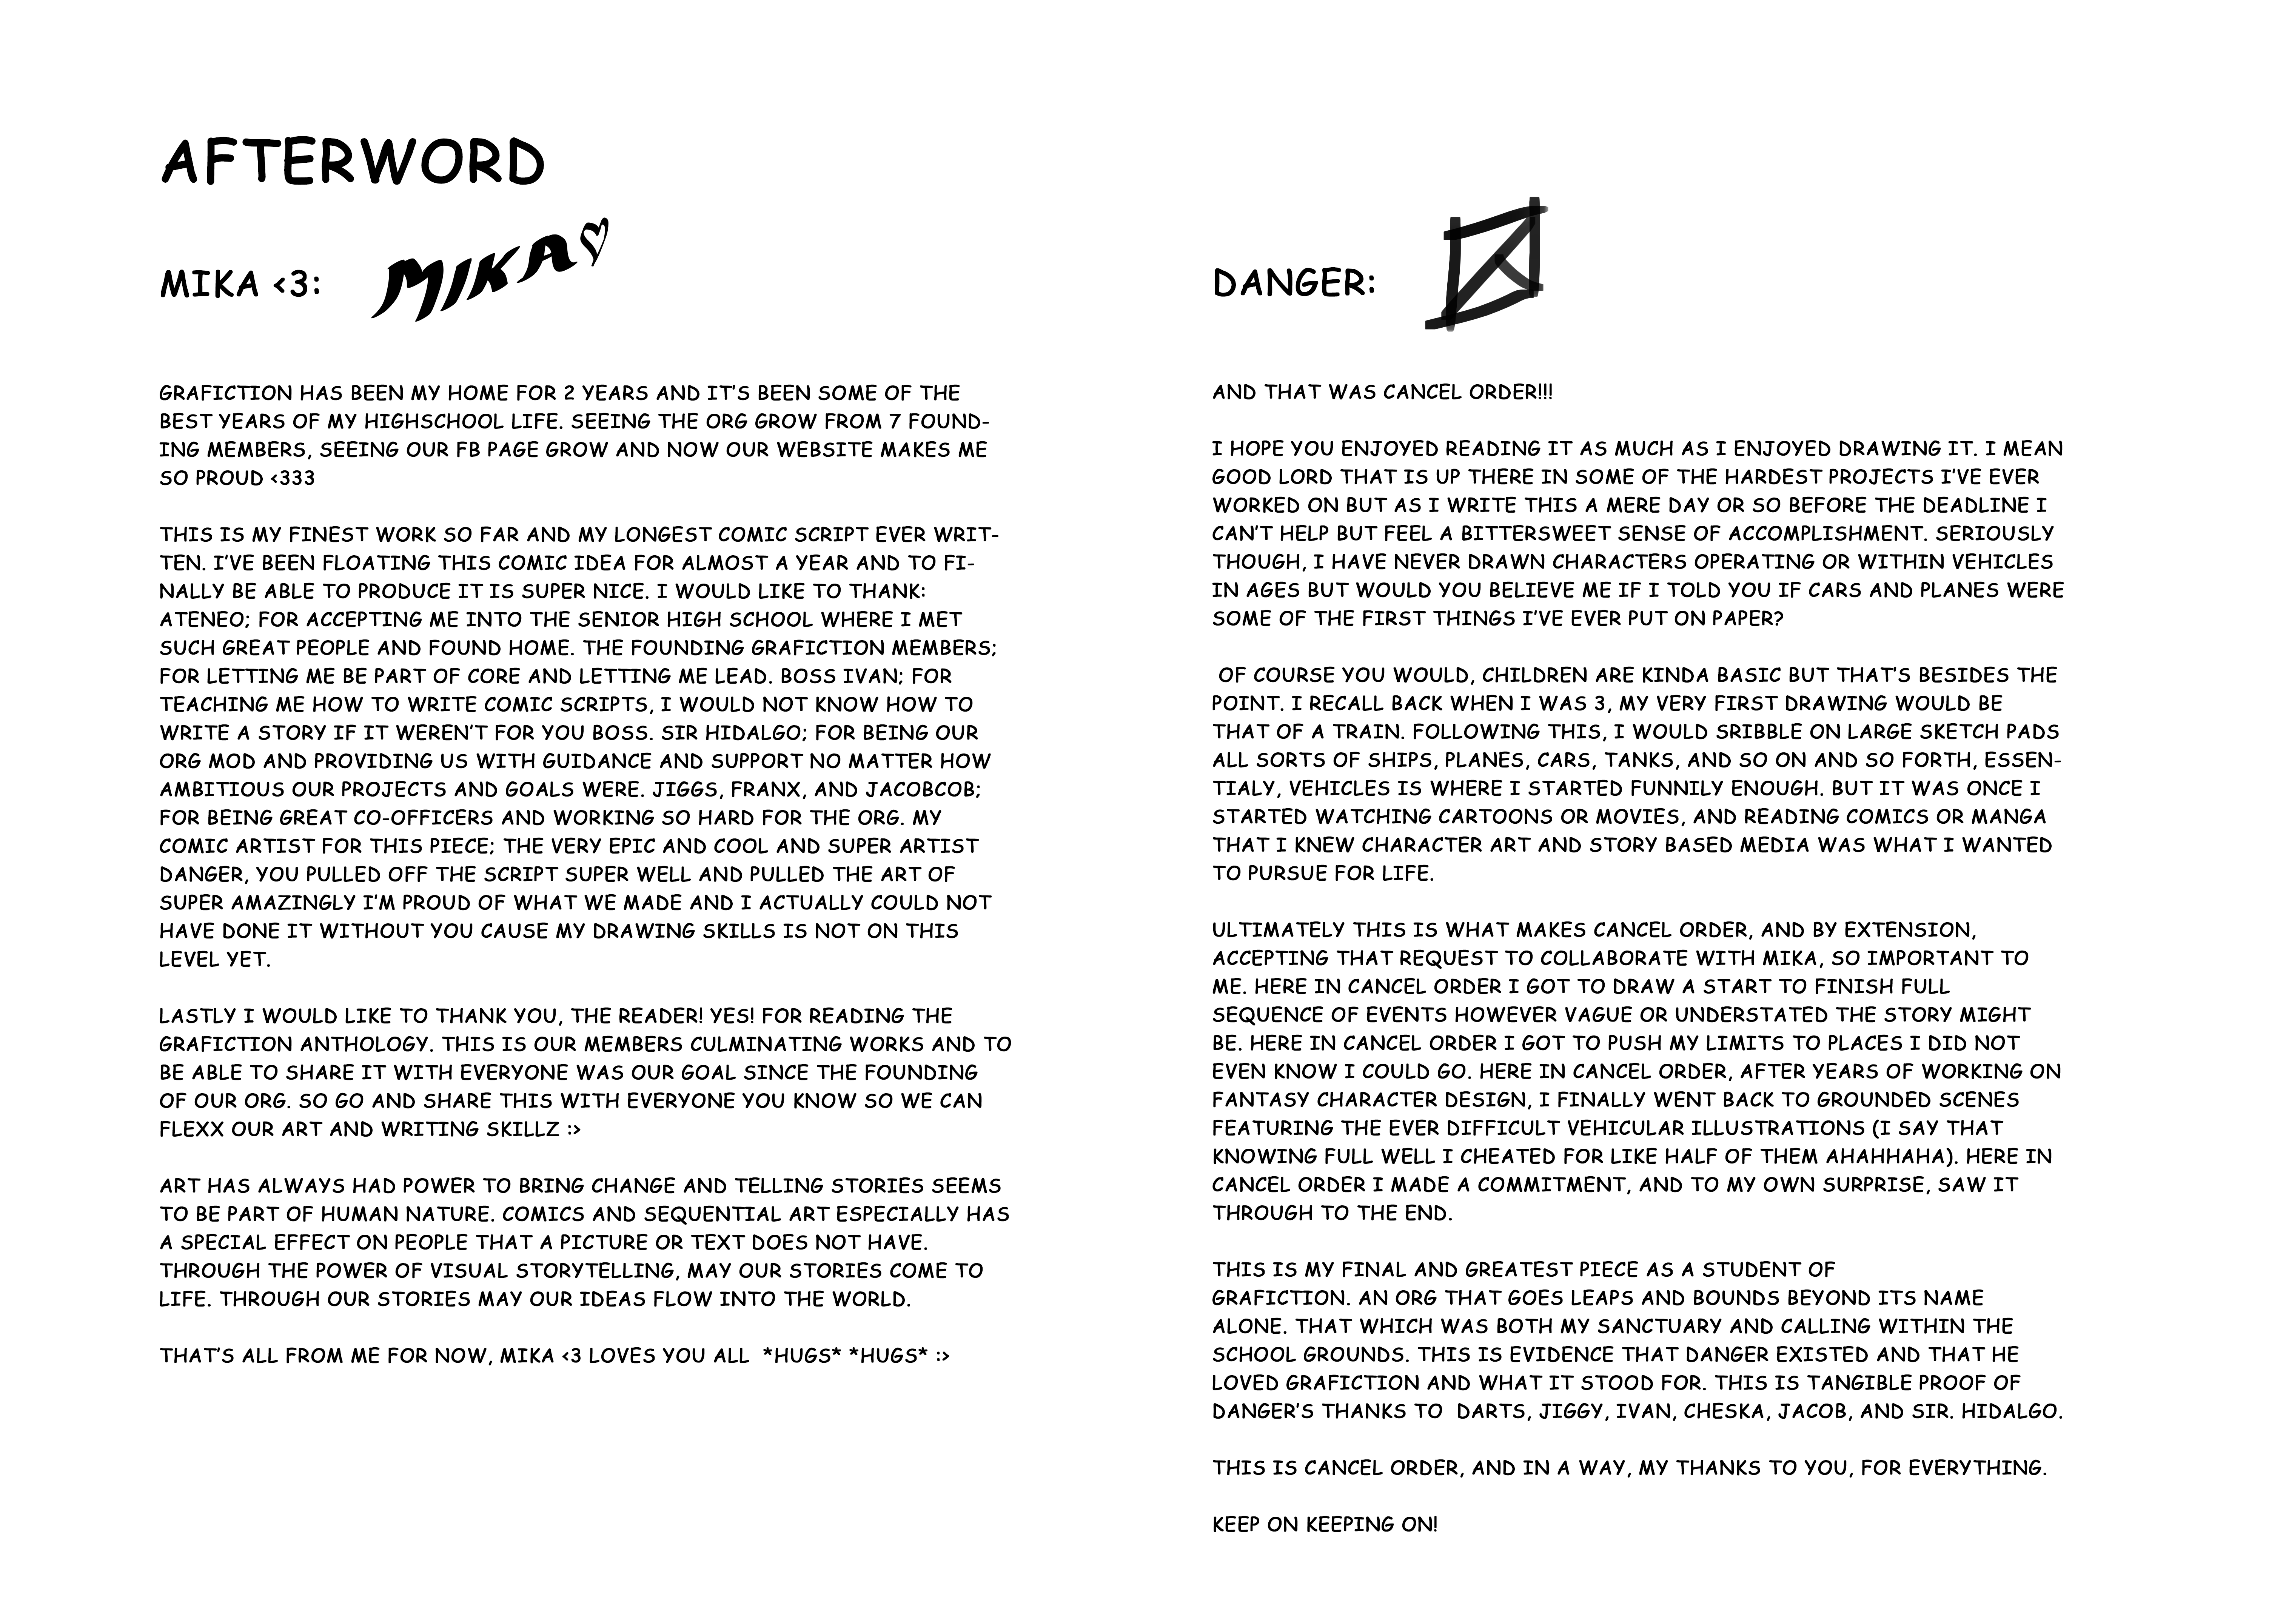 AFTERWORD
MIKA <3:
MIKA
GRAFICTION HAS BEEN MY HOME FOR 2 YEARS AND IT'S BEEN SOME OF THE
BEST YEARS OF MY HIGHSCHOOL LIFE. SEEING THE ORG GROW FROM 7 FOUND-
ING MEMBERS, SEEING OUR FB PAGE GROW AND NOW OUR WEBSITE MAKES ME
SO PROUD <333
THIS IS MY FINEST WORK SO FAR AND MY LONGEST COMIC SCRIPT EVER WRIT-
TEN. I'VE BEEN FLOATING THIS COMIC IDEA FOR ALMOST A YEAR AND TO FI-
NALLY BE ABLE TO PRODUCE IT IS SUPER NICE. I WOULD LIKE TO THANK:
ATENEO; FOR ACCEPTING ME INTO THE SENIOR HIGH SCHOOL WHERE I MET
SUCH GREAT PEOPLE AND FOUND HOME. THE FOUNDING GRAFICTION MEMBERS;
FOR LETTING ME BE PART OF CORE AND LETTING ME LEAD. BOSS IVAN; FOR
TEACHING ME HOW TO WRITE COMIC SCRIPTS, I WOULD NOT KNOW HOW TO
WRITE A STORY IF IT WEREN'T FOR YOU BOSS. SIR HIDALGO; FOR BEING OUR
ORG MOD AND PROVIDING US WITH GUIDANCE AND SUPPORT NO MATTER HOW
AMBITIOUS OUR PROJECTS AND GOALS WERE. JIGGS, FRANX, AND JACOBCOB;
FOR BEING GREAT CO-OFFICERS AND WORKING SO HARD FOR THE ORG. MY
COMIC ARTIST FOR THIS PIECE; THE VERY EPIC AND COOL AND SUPER ARTIST
DANGER, YOU PULLED OFF THE SCRIPT SUPER WELL AND PULLED THE ART OF
SUPER AMAZINGLY I'M PROUD OF WHAT WE MADE AND I ACTUALLY COULD NOT
HAVE DONE IT WITHOUT YOU CAUSE MY DRAWING SKILLS IS NOT ON THIS
LEVEL YET.
LASTLY I WOULD LIKE TO THANK YOU, THE READER! YES! FOR READING THE
GRAFICTION ANTHOLOGY. THIS IS OUR MEMBERS CULMINATING WORKS AND TO
BE ABLE TO SHARE IT WITH EVERYONE WAS OUR GOAL SINCE THE FOUNDING
OF OUR ORG. SO GO AND SHARE THIS WITH EVERYONE YOU KNOW SO WE CAN
FLEXX OUR ART AND WRITING SKILLZ :>
ART HAS ALWAYS HAD POWER TO BRING CHANGE AND TELLING STORIES SEEMS
TO BE PART OF HUMAN NATURE. COMICS AND SEQUENTIAL ART ESPECIALLY HAS
A SPECIAL EFFECT ON PEOPLE THAT A PICTURE OR TEXT DOES NOT HAVE.
THROUGH THE POWER OF VISUAL STORYTELLING, MAY OUR STORIES COME TO
LIFE. THROUGH OUR STORIES MAY OUR IDEAS FLOW INTO THE WORLD.
THAT'S ALL FROM ME FOR NOW, MIKA <3 LOVES YOU ALL *HUGS* *HUGS* :>
DANGER:
AND THAT WAS CANCEL ORDER!!!
I HOPE YOU ENJOYED READING IT AS MUCH AS I ENJOYED DRAWING IT. I MEAN
GOOD LORD THAT IS UP THERE IN SOME OF THE HARDEST PROJECTS I'VE EVER
WORKED ON BUT AS I WRITE THIS A MERE DAY OR SO BEFORE THE DEADLINE I
CAN'T HELP BUT FEEL A BITTERSWEET SENSE OF ACCOMPLISHMENT. SERIOUSLY
THOUGH, I HAVE NEVER DRAWN CHARACTERS OPERATING OR WITHIN VEHICLES
IN AGES BUT WOULD YOU BELIEVE ME IF I TOLD YOU IF CARS AND PLANES WERE
SOME OF THE FIRST THINGS I'VE EVER PUT ON PAPER?
OF COURSE YOU WOULD, CHILDREN ARE KINDA BASIC BUT THAT'S BESIDES THE
POINT. I RECALL BACK WHEN I WAS 3, MY VERY FIRST DRAWING WOULD BE
THAT OF A TRAIN. FOLLOWING THIS, I WOULD SRIBBLE ON LARGE SKETCH PADS
ALL SORTS OF SHIPS, PLANES, CARS, TANKS, AND SO ON AND SO FORTH, ESSEN-
TIALY, VEHICLES IS WHERE I STARTED FUNNILY ENOUGH. BUT IT WAS ONCE I
STARTED WATCHING CARTOONS OR MOVIES, AND READING COMICS OR MANGA
THAT I KNEW CHARACTER ART AND STORY BASED MEDIA WAS WHAT I WANTED
TO PURSUE FOR LIFE.
ULTIMATELY THIS IS WHAT MAKES CANCEL ORDER, AND BY EXTENSION,
ACCEPTING THAT REQUEST TO COLLABORATE WITH MIKA, SO IMPORTANT TO
ME. HERE IN CANCEL ORDER I GOT TO DRAW A START TO FINISH FULL
SEQUENCE OF EVENTS HOWEVER VAGUE OR UNDERSTATED THE STORY MIGHT
BE. HERE IN CANCEL ORDER I GOT TO PUSH MY LIMITS TO PLACES I DID NOT
EVEN KNOW I COULD GO. HERE IN CANCEL ORDER, AFTER YEARS OF WORKING ON
FANTASY CHARACTER DESIGN, I FINALLY WENT BACK TO GROUNDED SCENES
FEATURING THE EVER DIFFICULT VEHICULAR ILLUSTRATIONS (I SAY THAT
KNOWING FULL WELL I CHEATED FOR LIKE HALF OF THEM AHAHHAHA). HERE IN
CANCEL ORDER I MADE A COMMITMENT, AND TO MY OWN SURPRISE, SAW IT
THROUGH TO THE END.
THIS IS MY FINAL AND GREATEST PIECE AS A STUDENT OF
GRAFICTION. AN ORG THAT GOES LEAPS AND BOUNDS BEYOND ITS NAME
ALONE. THAT WHICH WAS BOTH MY SANCTUARY AND CALLING WITHIN THE
SCHOOL GROUNDS. THIS IS EVIDENCE THAT DANGER EXISTED AND THAT HE
LOVED GRAFICTION AND WHAT IT STOOD FOR. THIS IS TANGIBLE PROOF OF
DANGER'S THANKS TO DARTS, JIGGY, IVAN, CHESKA, JACOB, AND SIR. HIDALGO.
THIS IS CANCEL ORDER, AND IN A WAY, MY THANKS TO YOU, FOR EVERYTHING.
KEEP ON KEEPING ON!